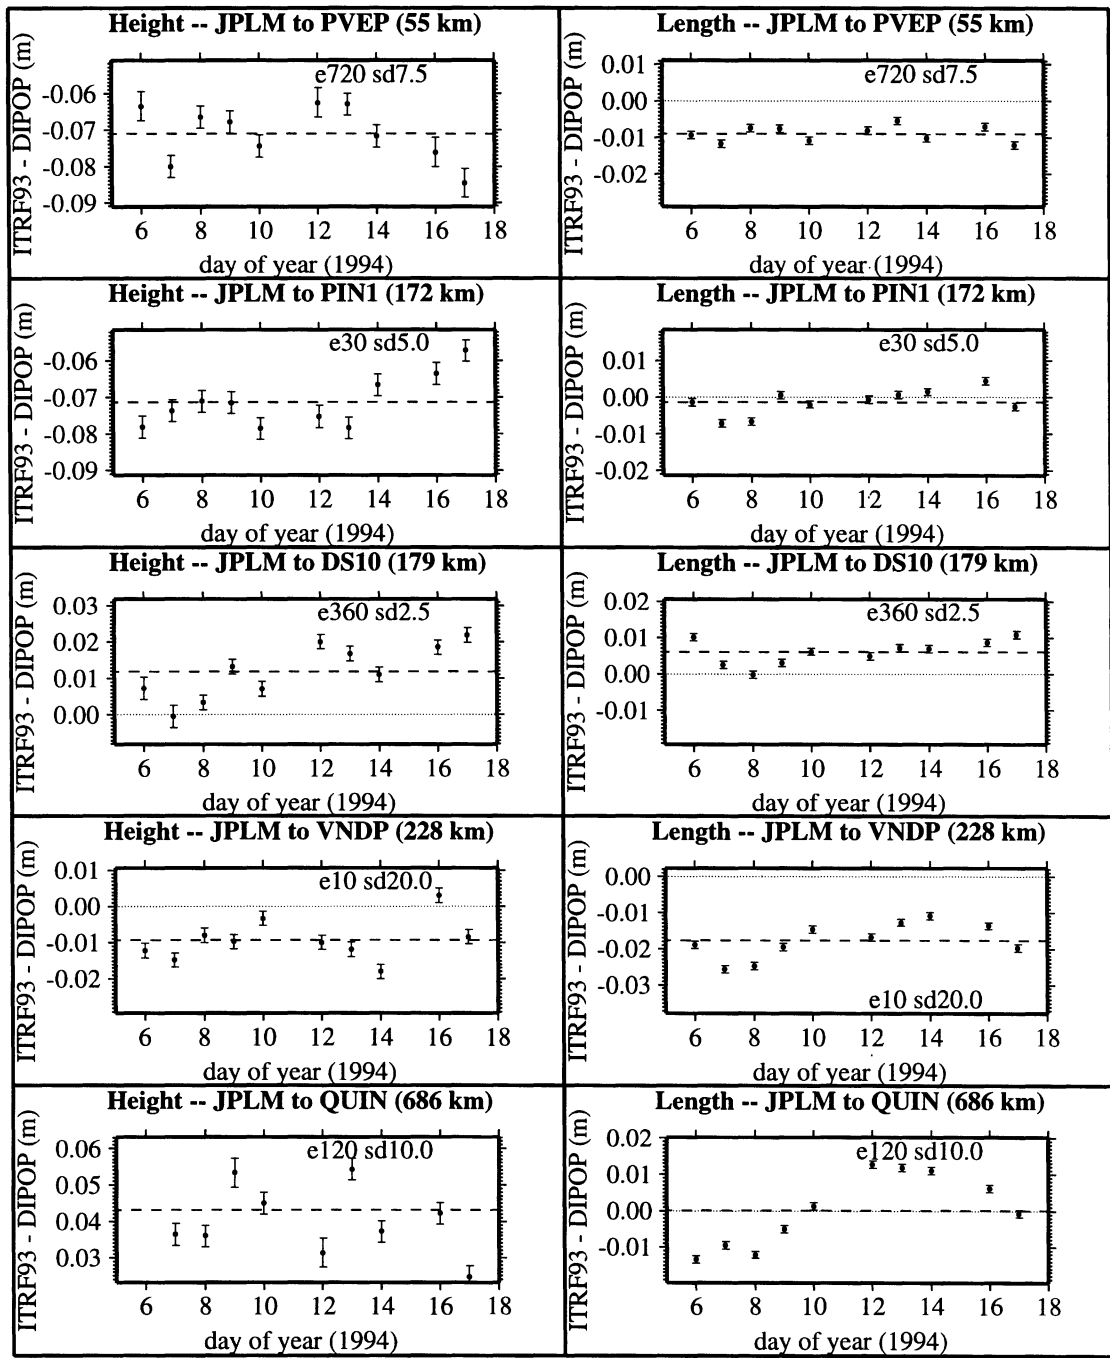 Height -- JPLM to PVEP (55 km)
ITRF93 - DIPOP (m)
e720 sd7.5
-0.06
-0.07
-0.08
-0.09
6 8 10 12 14 16 18
day of year (1994)
Length -- JPLM to PVEP (55 km)
ITRF93 - DIPOP (m)
e720 sd7.5
0.01
0.00
-0.01
-0.02
6 8 10 12 14 16 18
day of year (1994)
Height -- JPLM to PIN1 (172 km)
ITRF93 - DIPOP (m)
e30 sd5.0
-0.06
-0.07
-0.08
-0.09
6 8 10 12 14 16 18
day of year (1994)
Length -- JPLM to PIN1 (172 km)
ITRF93 - DIPOP (m)
e30 sd5.0
0.01
0.00
-0.01
-0.02
6 8 10 12 14 16 18
day of year (1994)
Height -- JPLM to DS10 (179 km)
ITRF93 - DIPOP (m)
e360 sd2.5
0.03
0.02
0.01
0.00
6 8 10 12 14 16 18
day of year (1994)
Length -- JPLM to DS10 (179 km)
ITRF93 - DIPOP (m)
e360 sd2.5
0.02
0.01
0.00
-0.01
6 8 10 12 14 16 18
day of year (1994)
Height -- JPLM to VNDP (228 km)
ITRF93 - DIPOP (m)
e10 sd20.0
0.01
0.00
-0.01
-0.02
6 8 10 12 14 16 18
day of year (1994)
Length -- JPLM to VNDP (228 km)
ITRF93 - DIPOP (m)
0.00
-0.01
-0.02
-0.03
e10 sd20.0
6 8 10 12 14 16 18
day of year (1994)
Height -- JPLM to QUIN (686 km)
ITRF93 - DIPOP (m)
e120 sd10.0
0.06
0.05
0.04
0.03
6 8 10 12 14 16 18
day of year (1994)
Length -- JPLM to QUIN (686 km)
ITRF93 - DIPOP (m)
e120 sd10.0
0.02
0.01
0.00
-0.01
6 8 10 12 14 16 18
day of year (1994)